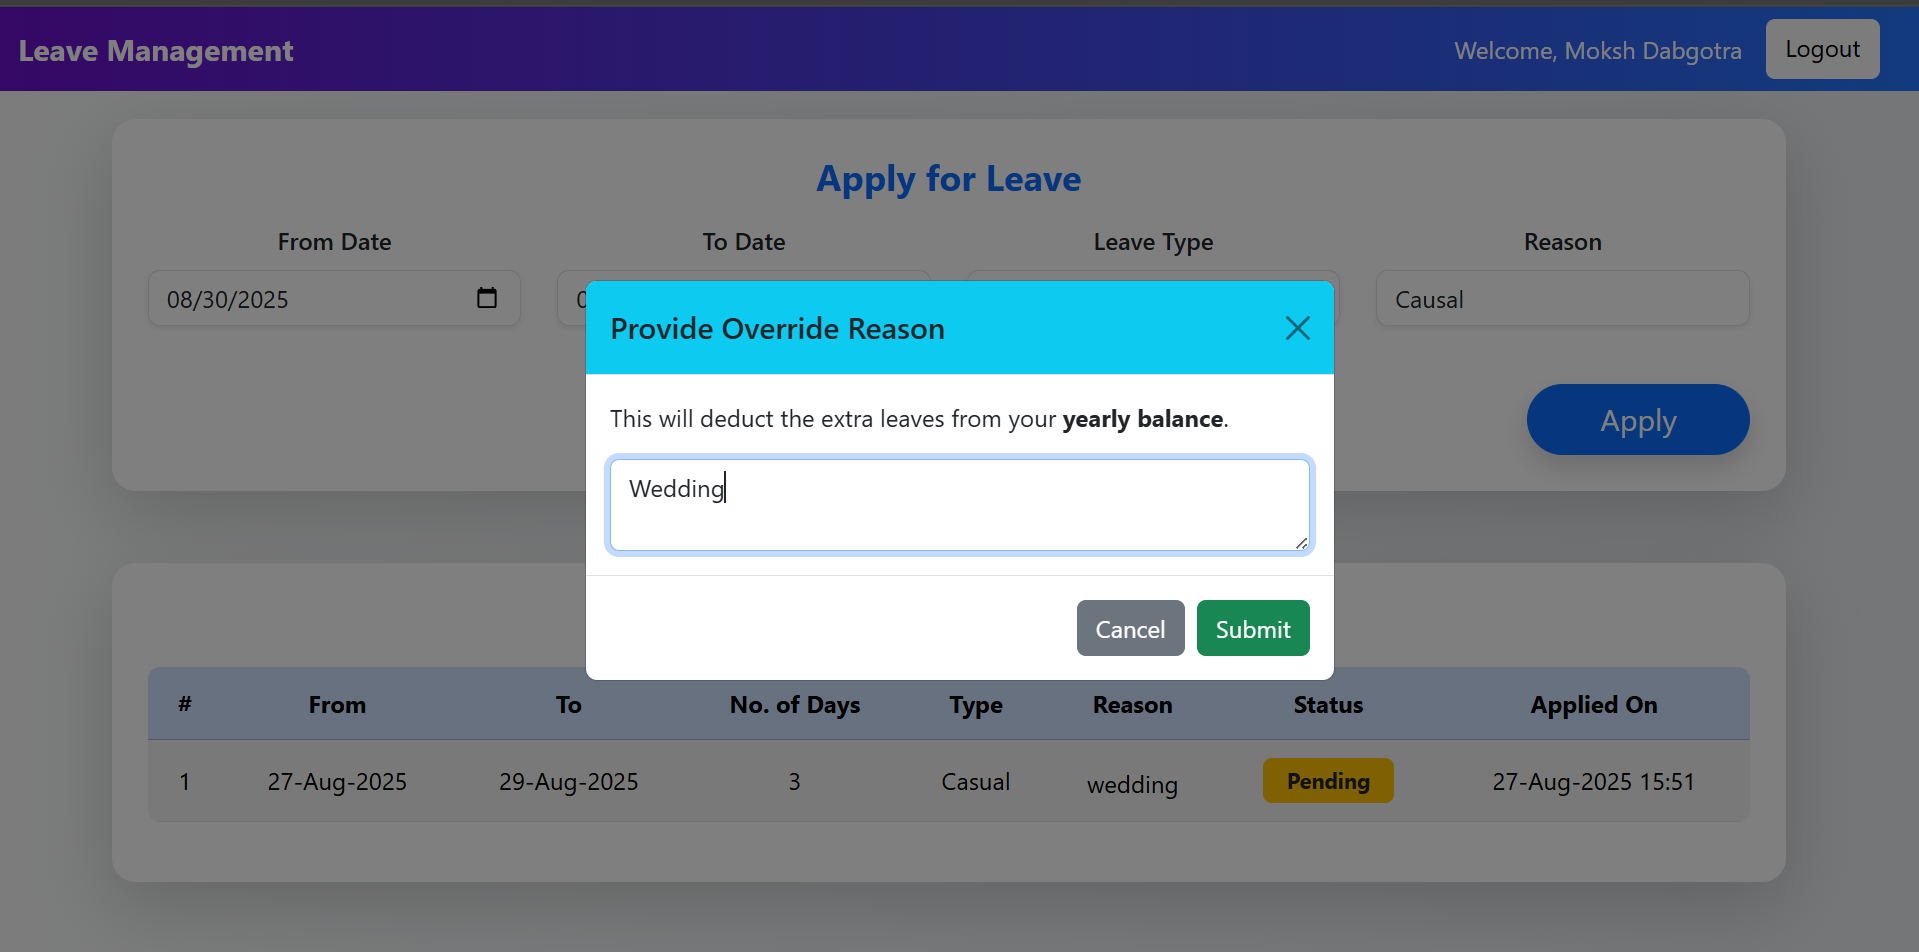 Leave Management
Welcome, Moksh Dabgotra
Logout
Apply for Leave
From Date To Date Leave Type Reason
08/30/2025 0 Causal
Provide Override Reason
This will deduct the extra leaves from your yearly balance.
Apply
Wedding
Cancel Submit
# From To No. of Days Type Reason Status Applied On
1 27-Aug-2025 29-Aug-2025 3 Casual wedding Pending 27-Aug-2025 15:51